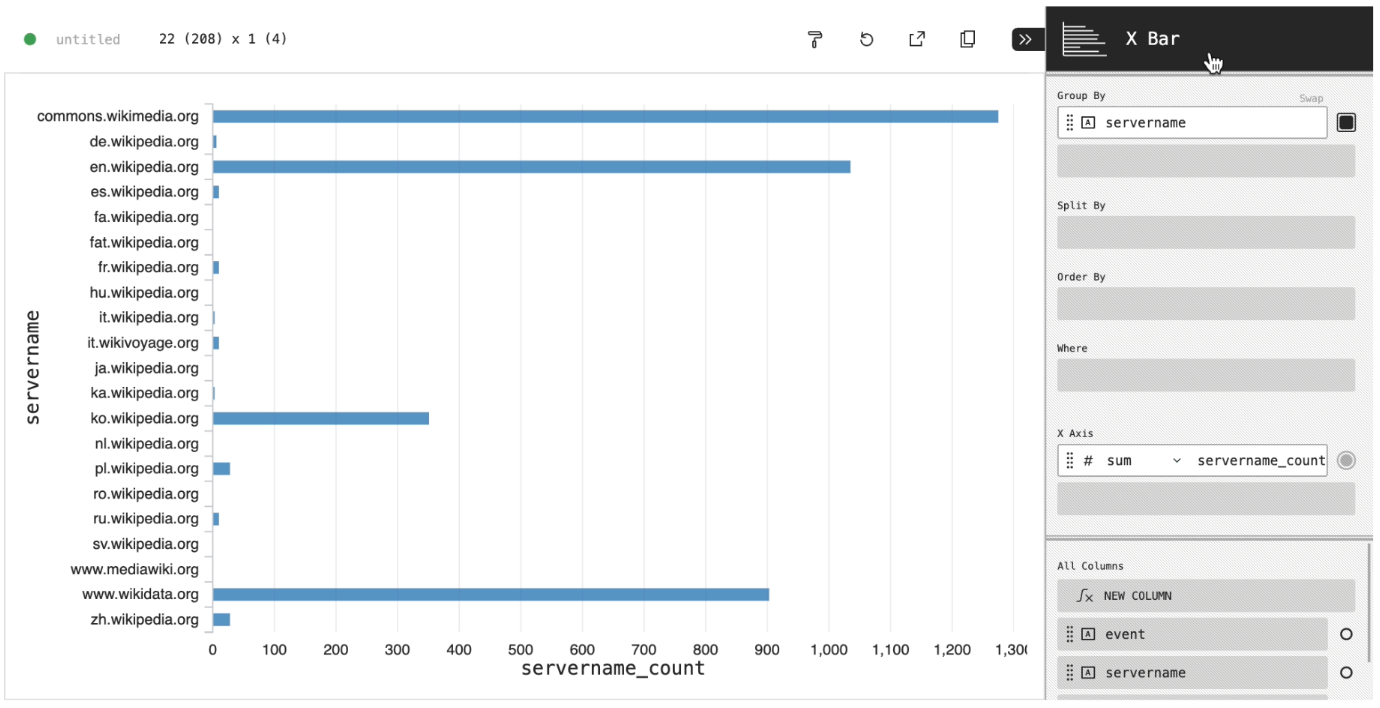 untitled 22 (208) x 1 (4)
X Bar
Group By Swap
A servername
Split By
Order By
Where
X Axis
# sum servername_count
All Columns
∫x NEW COLUMN
A event
A servername
servername
commons.wikimedia.org
de.wikipedia.org
en.wikipedia.org
es.wikipedia.org
fa.wikipedia.org
fat.wikipedia.org
fr.wikipedia.org
hu.wikipedia.org
it.wikipedia.org
it.wikivoyage.org
ja.wikipedia.org
ka.wikipedia.org
ko.wikipedia.org
nl.wikipedia.org
pl.wikipedia.org
ro.wikipedia.org
ru.wikipedia.org
sv.wikipedia.org
www.mediawiki.org
www.wikidata.org
zh.wikipedia.org
0 100 200 300 400 500 600 700 800 900 1,000 1,100 1,200 1,30
servername_count